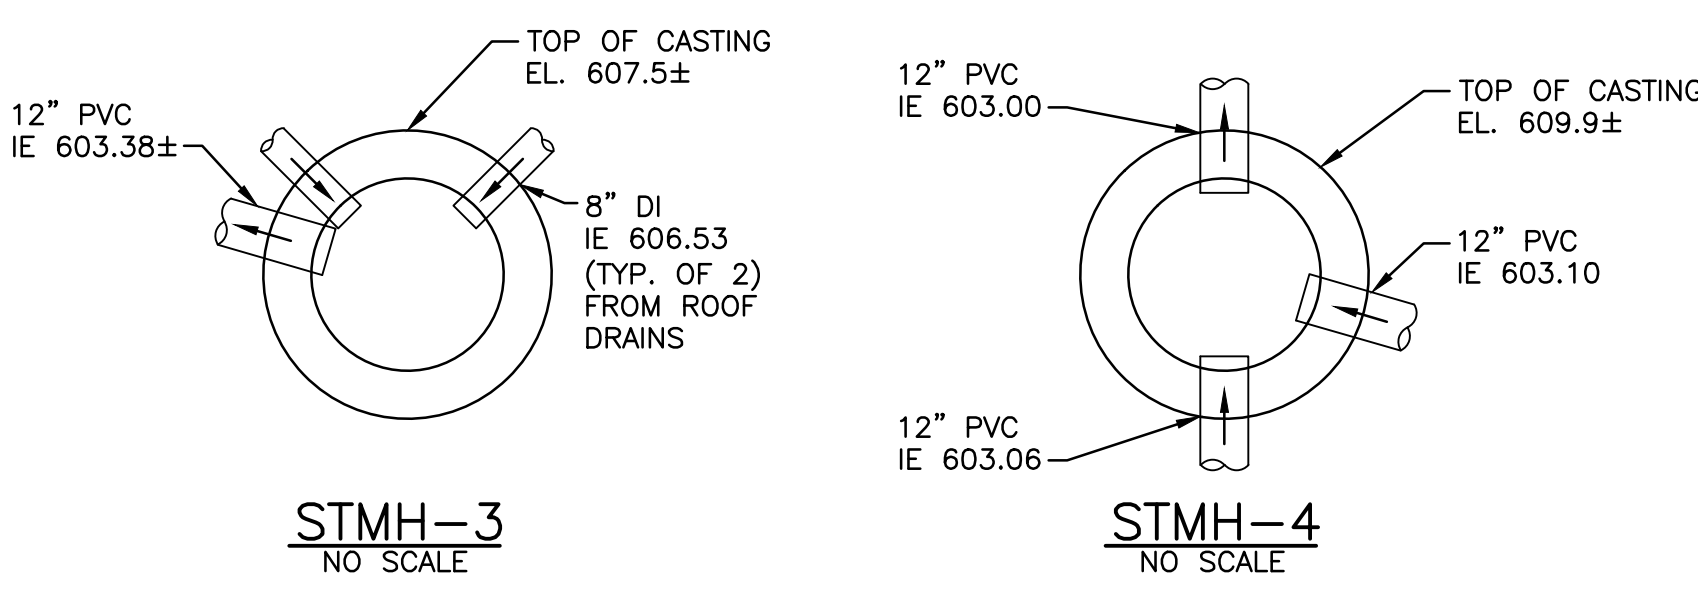 TOP OF CASTING
EL. 607.5±
12" PVC
IE 603.38±
8" DI
IE 606.53
(TYP. OF 2)
FROM ROOF
DRAINS
STMH-3
NO SCALE
12" PVC
IE 603.00
TOP OF CASTING
EL. 609.9±
12" PVC
IE 603.10
12" PVC
IE 603.06
STMH-4
NO SCALE